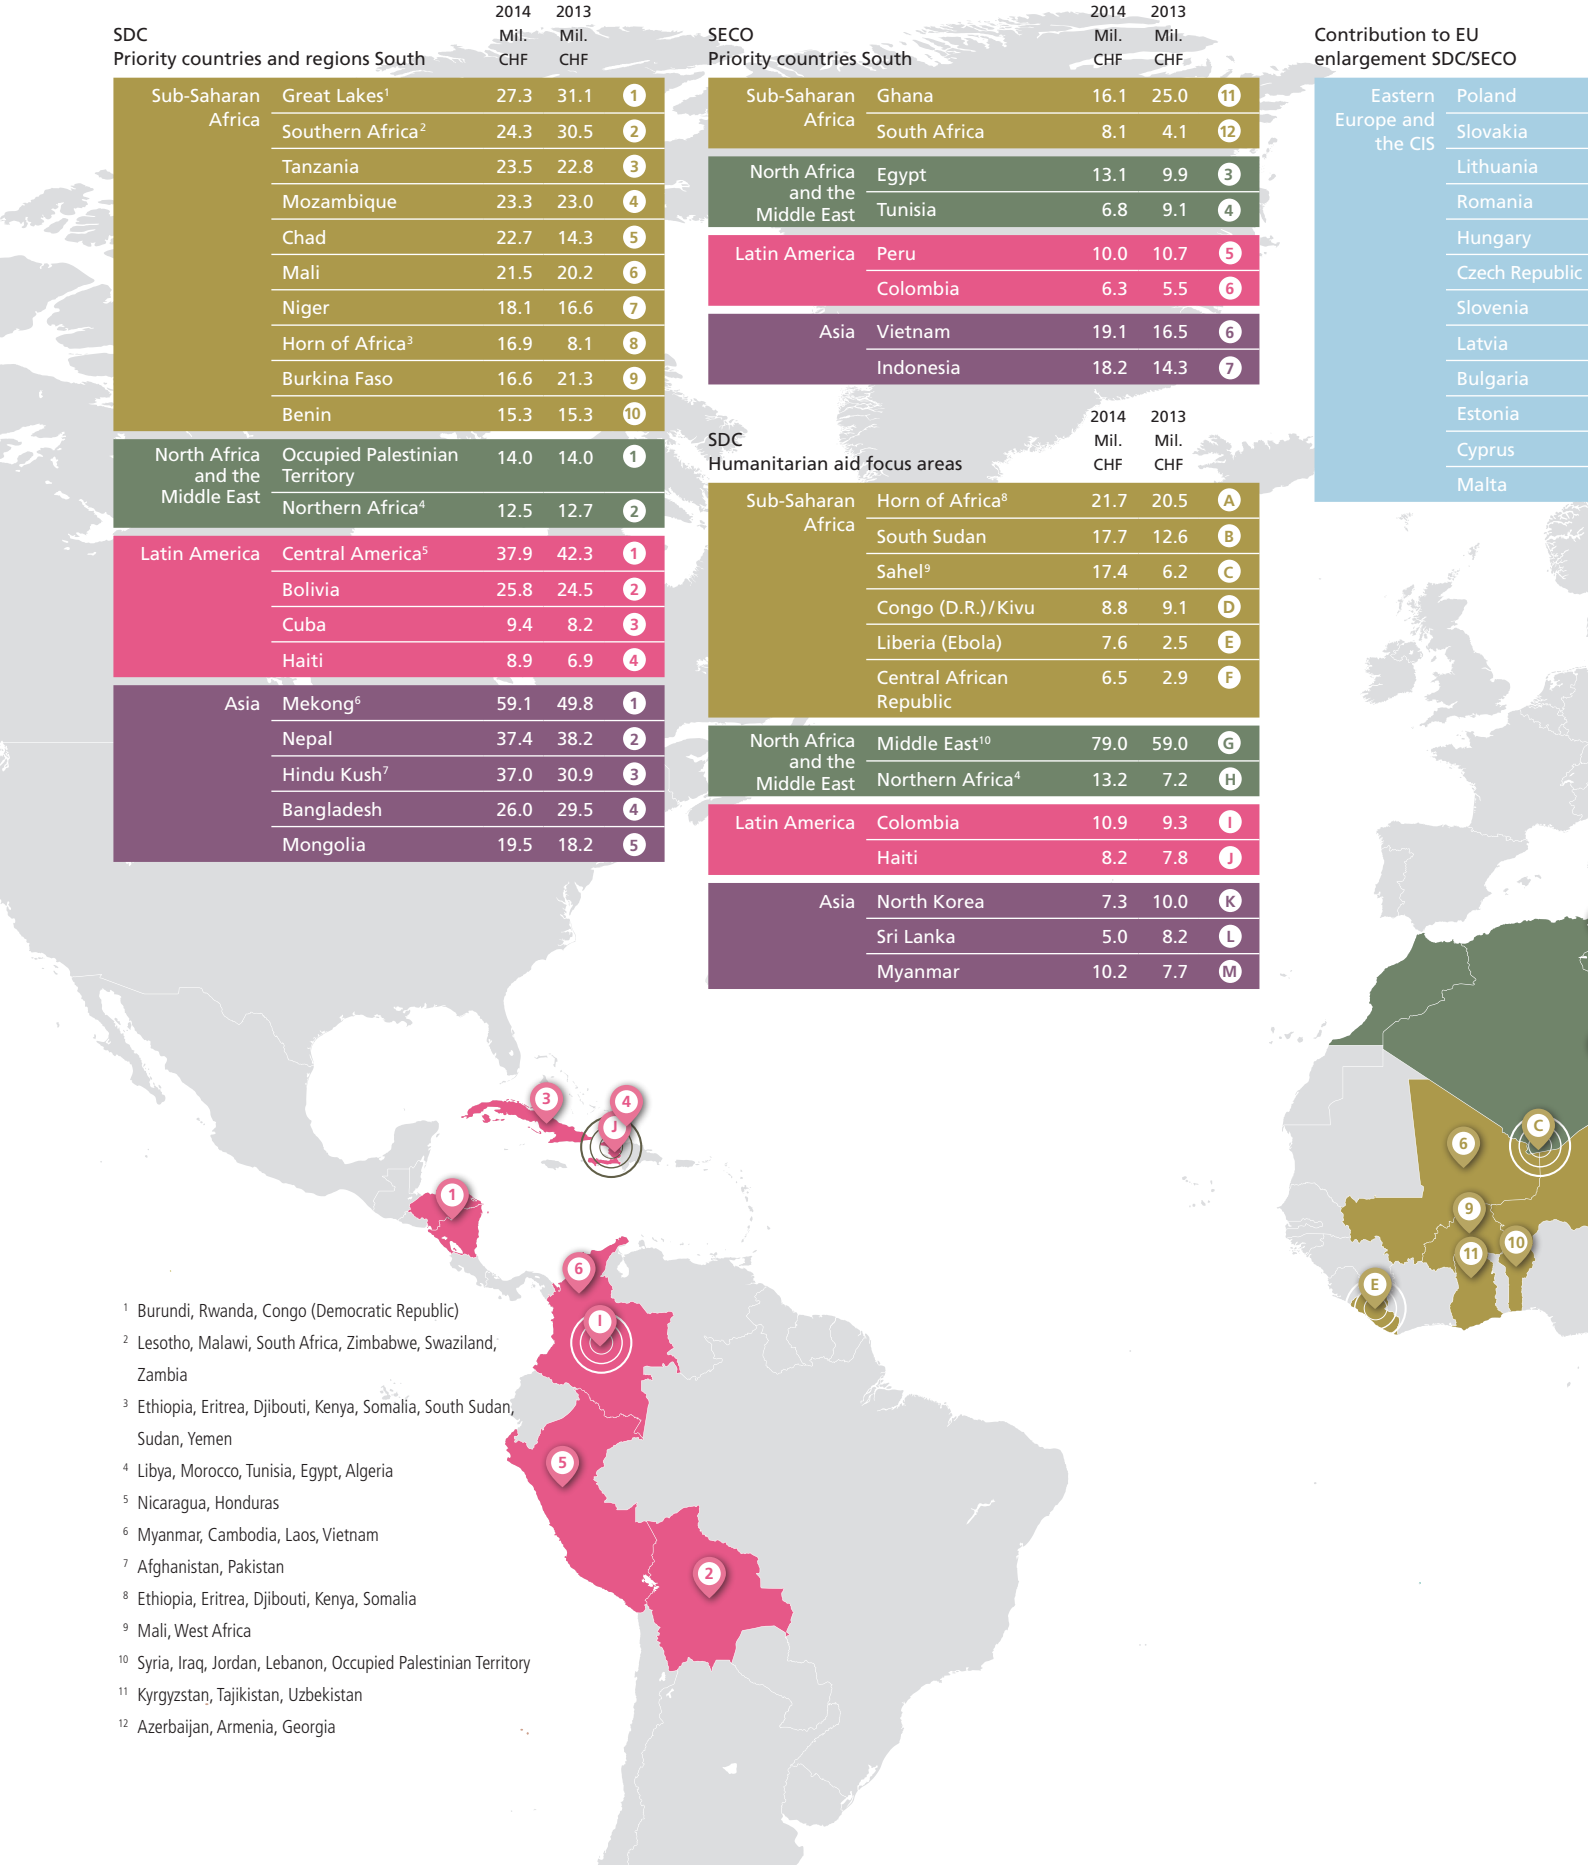 2014 2013
SDC Mil. Mil.
Priority countries and regions South CHF CHF
Sub-Saharan Great Lakes¹ 27.3 31.1 1
Africa
Southern Africa² 24.3 30.5 2
Tanzania 23.5 22.8 3
Mozambique 23.3 23.0 4
Chad 22.7 14.3 5
Mali 21.5 20.2 6
Niger 18.1 16.6 7
Horn of Africa³ 16.9 8.1 8
Burkina Faso 16.6 21.3 9
Benin 15.3 15.3 10
North Africa Occupied Palestinian 14.0 14.0 1
and the Territory
Middle East Northern Africa⁴ 12.5 12.7 2
Latin America Central America⁵ 37.9 42.3 1
Bolivia 25.8 24.5 2
Cuba 9.4 8.2 3
Haiti 8.9 6.9 4
Asia Mekong⁶ 59.1 49.8 1
Nepal 37.4 38.2 2
Hindu Kush⁷ 37.0 30.9 3
Bangladesh 26.0 29.5 4
Mongolia 19.5 18.2 5
2014 2013
SECO Mil. Mil.
Priority countries South CHF CHF
Sub-Saharan Ghana 16.1 25.0 11
Africa South Africa 8.1 4.1 12
North Africa Egypt 13.1 9.9 3
and the
Middle East Tunisia 6.8 9.1 4
Latin America Peru 10.0 10.7 5
Colombia 6.3 5.5 6
Asia Vietnam 19.1 16.5 6
Indonesia 18.2 14.3 7
2014 2013
SDC Mil. Mil.
Humanitarian aid focus areas CHF CHF
Sub-Saharan Horn of Africa⁸ 21.7 20.5 A
Africa
South Sudan 17.7 12.6 B
Sahel⁹ 17.4 6.2 C
Congo (D.R.)/Kivu 8.8 9.1 D
Liberia (Ebola) 7.6 2.5 E
Central African 6.5 2.9 F
Republic
North Africa Middle East¹⁰ 79.0 59.0 G
and the
Middle East Northern Africa⁴ 13.2 7.2 H
Latin America Colombia 10.9 9.3 I
Haiti 8.2 7.8 J
Asia North Korea 7.3 10.0 K
Sri Lanka 5.0 8.2 L
Myanmar 10.2 7.7 M
Contribution to EU
enlargement SDC/SECO
Eastern Poland
Europe and Slovakia
the CIS
Lithuania
Romania
Hungary
Czech Republic
Slovenia
Latvia
Bulgaria
Estonia
Cyprus
Malta
3
4
J
1
6
I
5
2
C
6
9
11
10
E
¹ Burundi, Rwanda, Congo (Democratic Republic)
² Lesotho, Malawi, South Africa, Zimbabwe, Swaziland,
Zambia
³ Ethiopia, Eritrea, Djibouti, Kenya, Somalia, South Sudan,
Sudan, Yemen
⁴ Libya, Morocco, Tunisia, Egypt, Algeria
⁵ Nicaragua, Honduras
⁶ Myanmar, Cambodia, Laos, Vietnam
⁷ Afghanistan, Pakistan
⁸ Ethiopia, Eritrea, Djibouti, Kenya, Somalia
⁹ Mali, West Africa
¹⁰ Syria, Iraq, Jordan, Lebanon, Occupied Palestinian Territory
¹¹ Kyrgyzstan, Tajikistan, Uzbekistan
¹² Azerbaijan, Armenia, Georgia